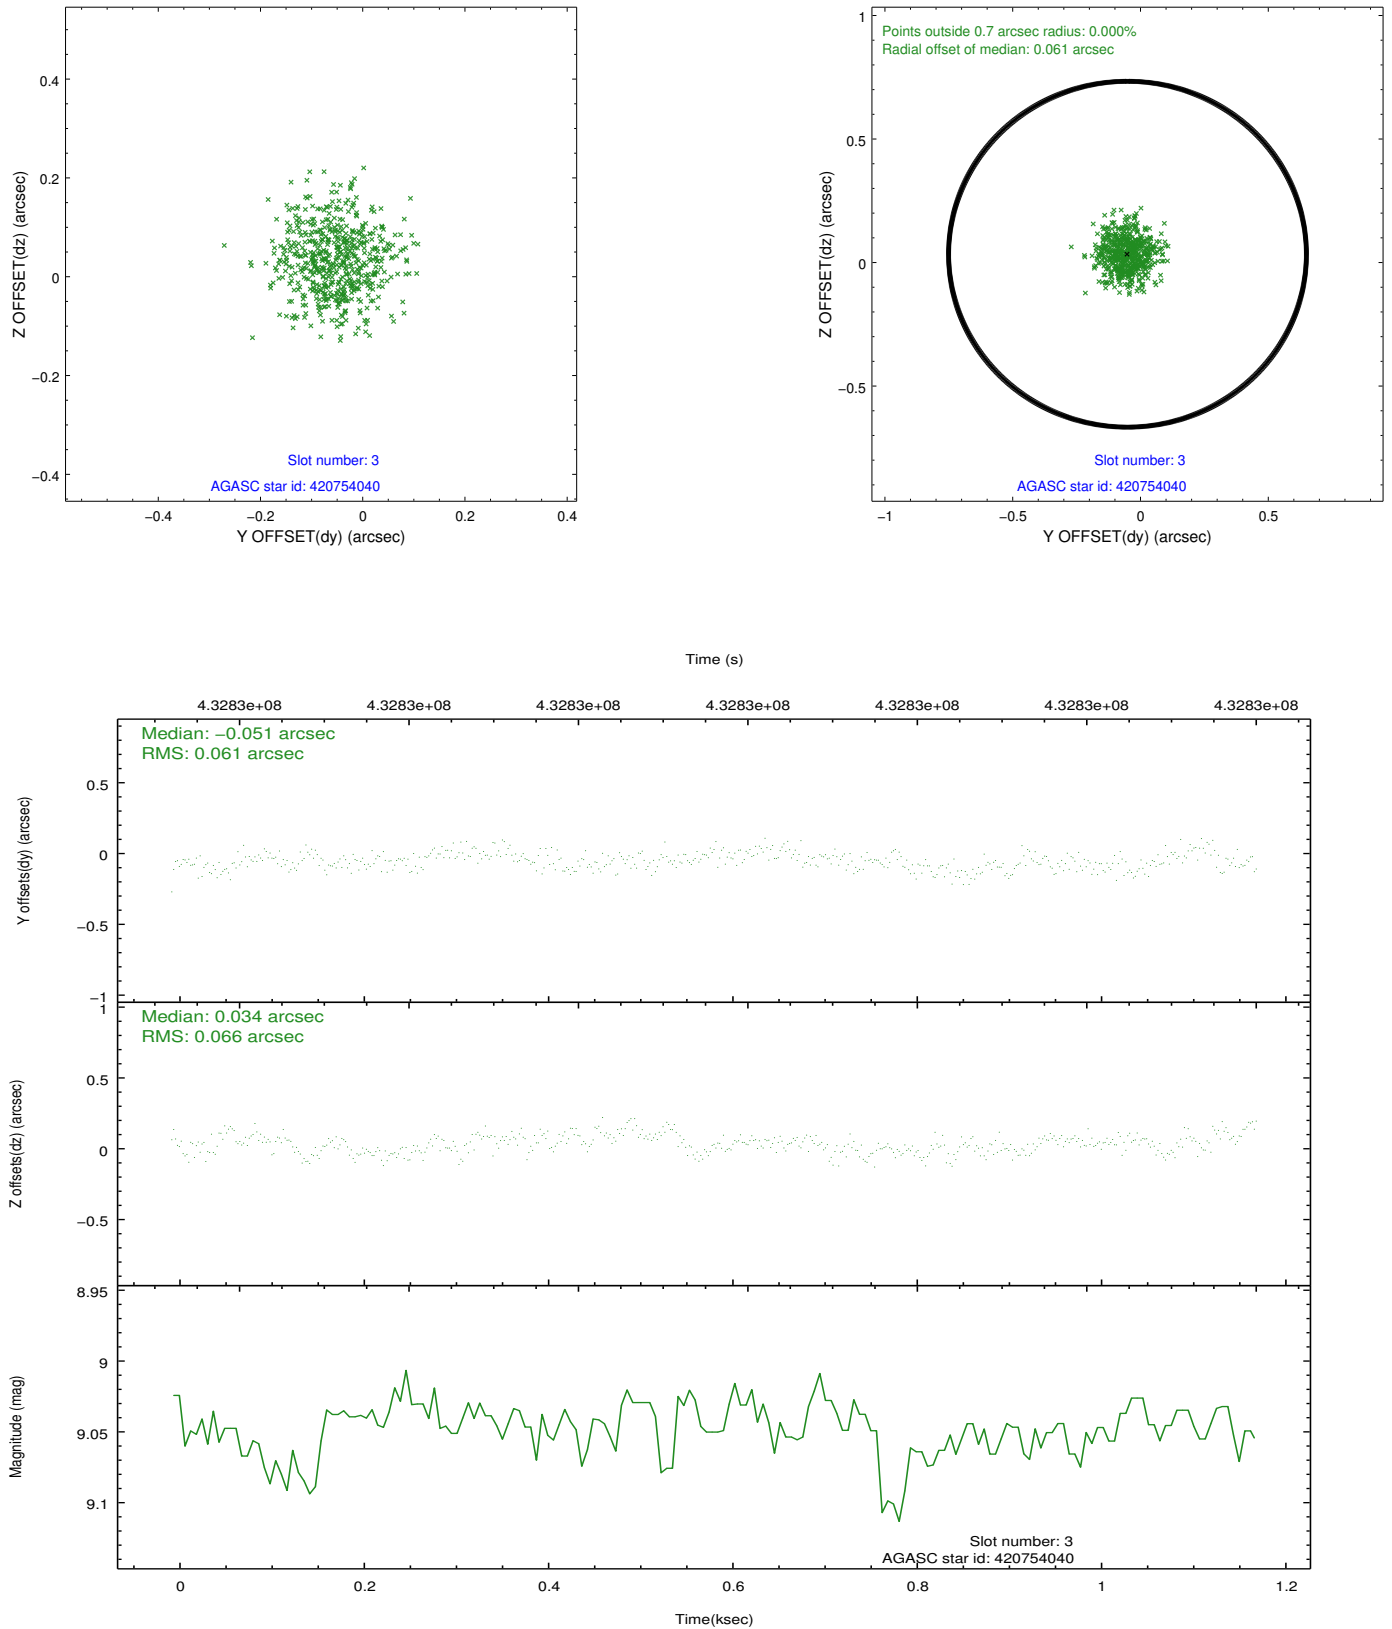 0.4
0.2
0
−0.2
−0.4
Z OFFSET(dz) (arcsec)
Slot number: 3
AGASC star id: 420754040
−0.4 −0.2 0 0.2 0.4
Y OFFSET(dy) (arcsec)
Points outside 0.7 arcsec radius: 0.000%
Radial offset of median: 0.061 arcsec
1
0.5
0
−0.5
Z OFFSET(dz) (arcsec)
Slot number: 3
AGASC star id: 420754040
−1 −0.5 0 0.5
Y OFFSET(dy) (arcsec)
Time (s)
4.3283e+08 4.3283e+08 4.3283e+08 4.3283e+08 4.3283e+08 4.3283e+08 4.3283e+08
Median: −0.051 arcsec
RMS: 0.061 arcsec
0.5
0
−0.5
−1
Y offsets(dy) (arcsec)
1
Median: 0.034 arcsec
RMS: 0.066 arcsec
0.5
0
−0.5
Z offsets(dz) (arcsec)
8.95
9
9.05
9.1
Magnitude (mag)
Slot number: 3
AGASC star id: 420754040
0 0.2 0.4 0.6 0.8 1 1.2
Time(ksec)